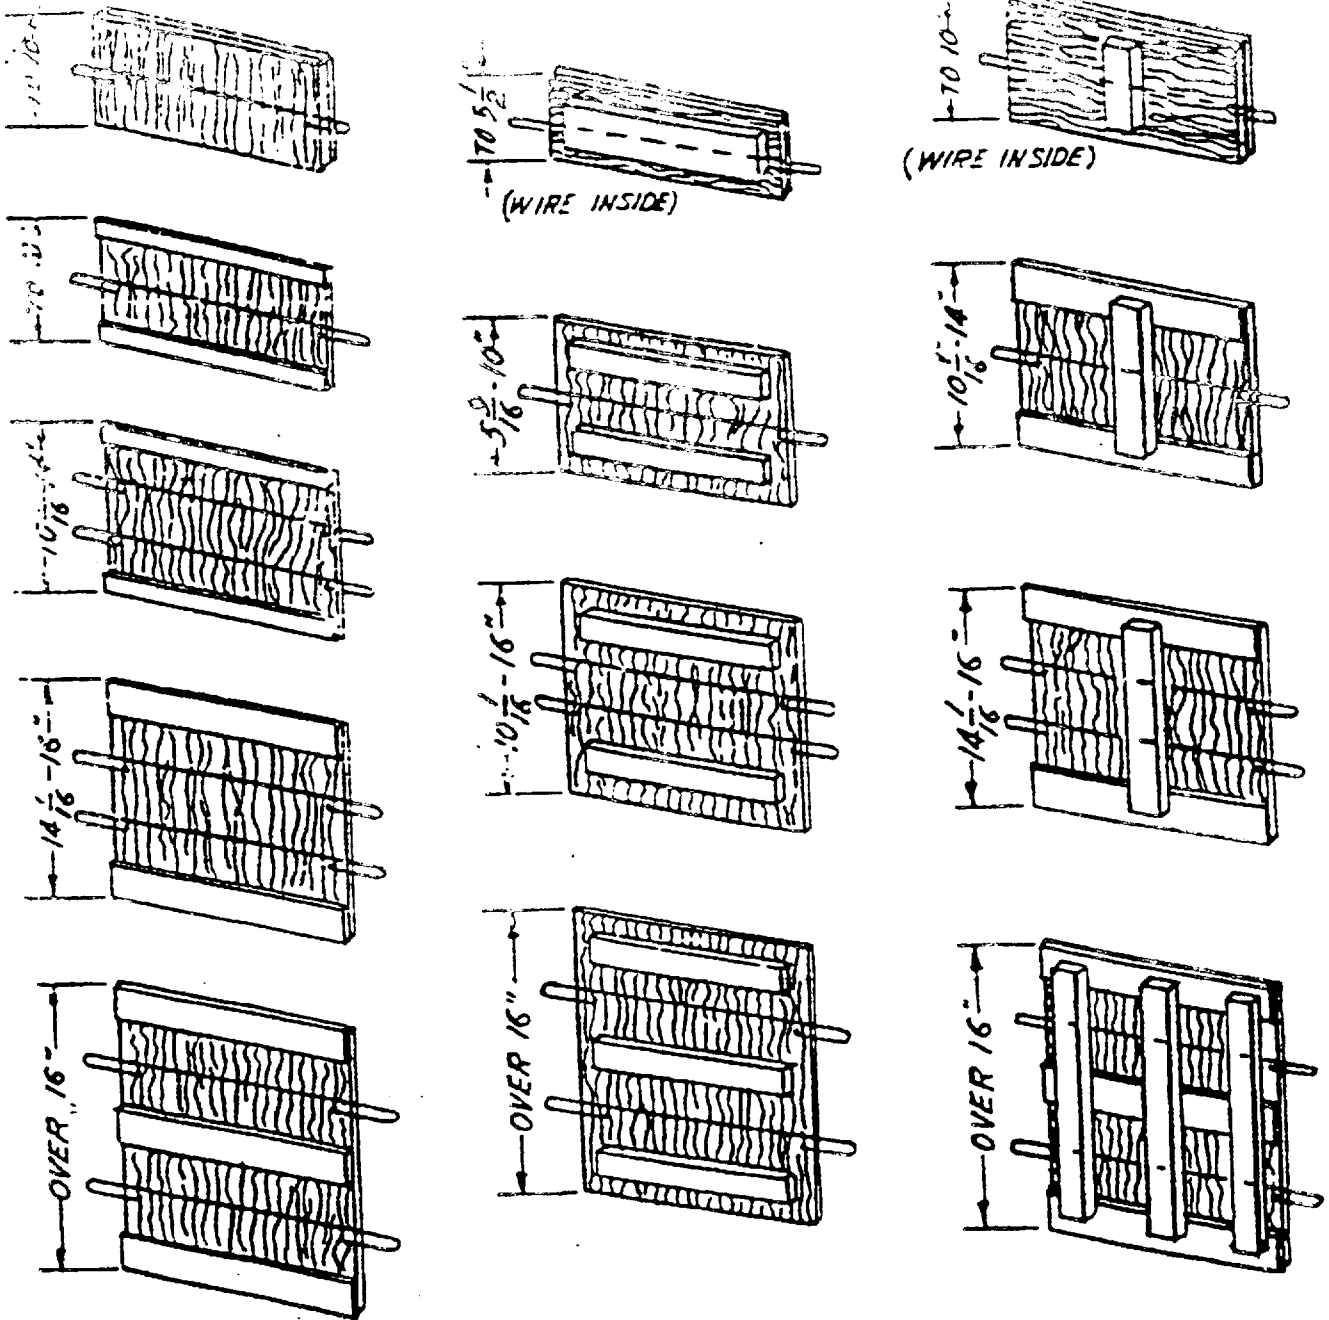 TO 5 1/2
(WIRE INSIDE)
TO 10
(WIRE INSIDE)
10 1/16
5 9/16 - 10"
10 1/16 - 14"
14 1/16 - 16"
10 1/16 - 16"
14 1/16 - 16"
OVER 16"
OVER 16"
OVER 16"